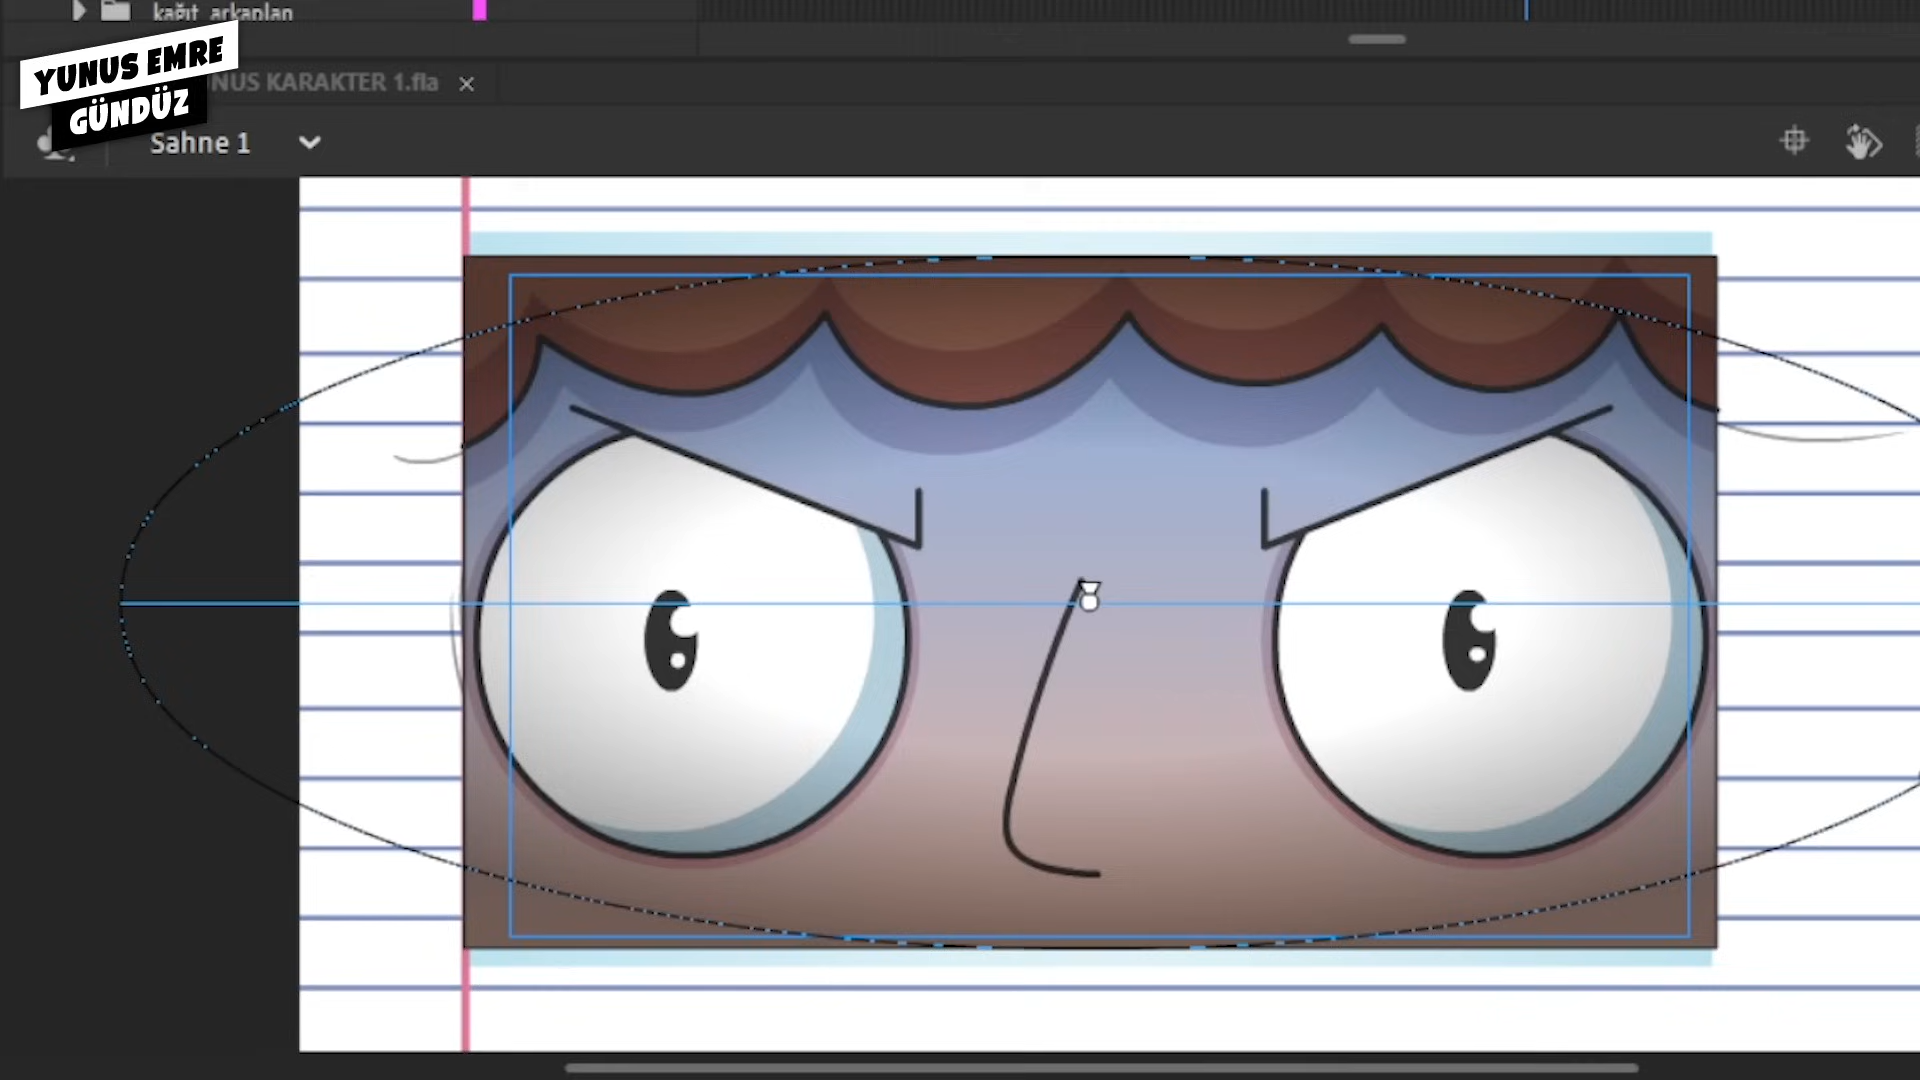 kağıt_arkaplan
YUNUS EMRE
GÜNDÜZ
NUS KARAKTER 1.fla
Sahne 1